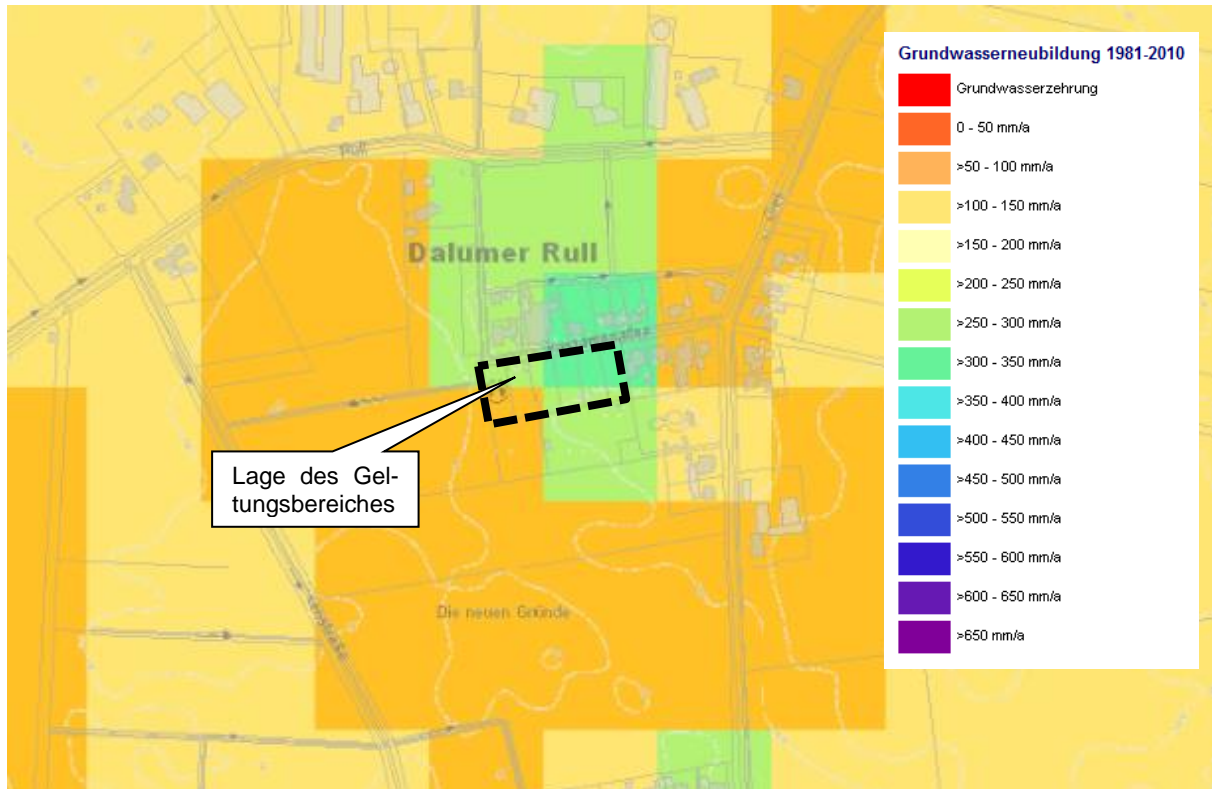 Grundwasserneubildung 1981-2010
Grundwasserzehrung
0 - 50 mm/a
>50 - 100 mm/a
>100 - 150 mm/a
>150 - 200 mm/a
>200 - 250 mm/a
>250 - 300 mm/a
>300 - 350 mm/a
>350 - 400 mm/a
>400 - 450 mm/a
>450 - 500 mm/a
>500 - 550 mm/a
>550 - 600 mm/a
>600 - 650 mm/a
>650 mm/a
Rull
Dalumer Rull
Lage des Gel-
tungsbereiches
Die neuen Gründe